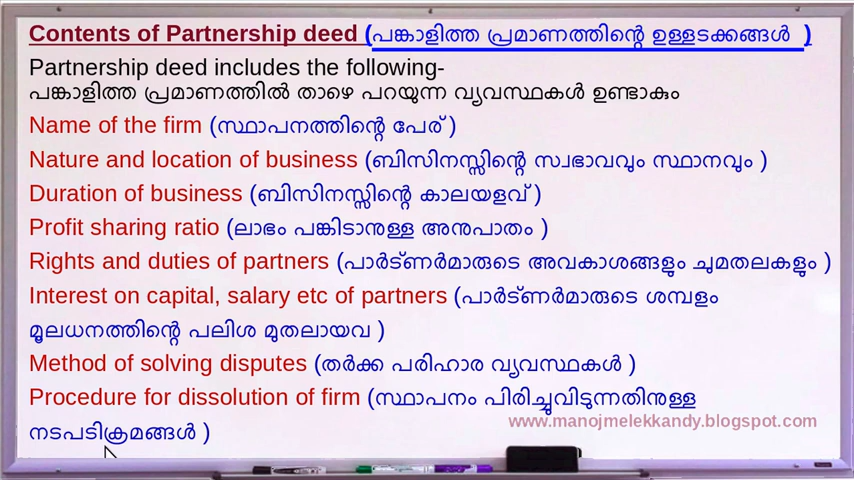 Contents of Partnership deed (പങ്കാളിത്ത പ്രമാണത്തിന്റെ ഉള്ളടക്കങ്ങൾ )
Partnership deed includes the following-
പങ്കാളിത്ത പ്രമാണത്തിൽ താഴെ പറയുന്ന വ്യവസ്ഥകൾ ഉണ്ടാകും
Name of the firm (സ്ഥാപനത്തിന്റെ പേര് )
Nature and location of business (ബിസിനസ്സിന്റെ സ്വഭാവവും സ്ഥാനവും )
Duration of business (ബിസിനസ്സിന്റെ കാലയളവ് )
Profit sharing ratio (ലാഭം പങ്കിടാനുള്ള അനുപാതം )
Rights and duties of partners (പാർട്ണർമാരുടെ അവകാശങ്ങളും ചുമതലകളും )
Interest on capital, salary etc of partners (പാർട്ണർമാരുടെ ശമ്പളം
മൂലധനത്തിന്റെ പലിശ മുതലായവ )
Method of solving disputes (തർക്ക പരിഹാര വ്യവസ്ഥകൾ )
Procedure for dissolution of firm (സ്ഥാപനം പിരിച്ചുവിടുന്നതിനുള്ള
www.manojmelekkandy.blogspot.com
നടപടിക്രമങ്ങൾ )